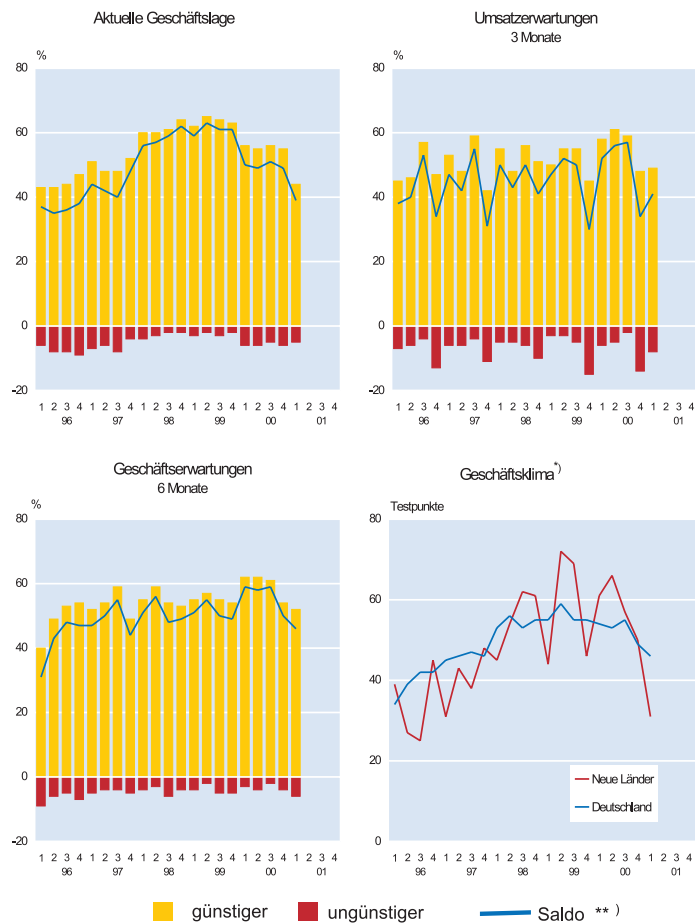 Aktuelle Geschäftslage
%
80
60
40
20
0
-20
1 2 3 4 1 2 3 4 1 2 3 4 1 2 3 4 1 2 3 4 1 2 3 4
96 97 98 99 00 01
Umsatzerwartungen
3 Monate
%
80
60
40
20
0
-20
1 2 3 4 1 2 3 4 1 2 3 4 1 2 3 4 1 2 3 4 1 2 3 4
96 97 98 99 00 01
Geschäftserwartungen
6 Monate
%
80
60
40
20
0
-20
1 2 3 4 1 2 3 4 1 2 3 4 1 2 3 4 1 2 3 4 1 2 3 4
96 97 98 99 00 01
Geschäftsklima*)
Testpunkte
80
60
40
20
0
Neue Länder
Deutschland
1 2 3 4 1 2 3 4 1 2 3 4 1 2 3 4 1 2 3 4 1 2 3 4
96 97 98 99 00 01
günstiger ungünstiger Saldo **)